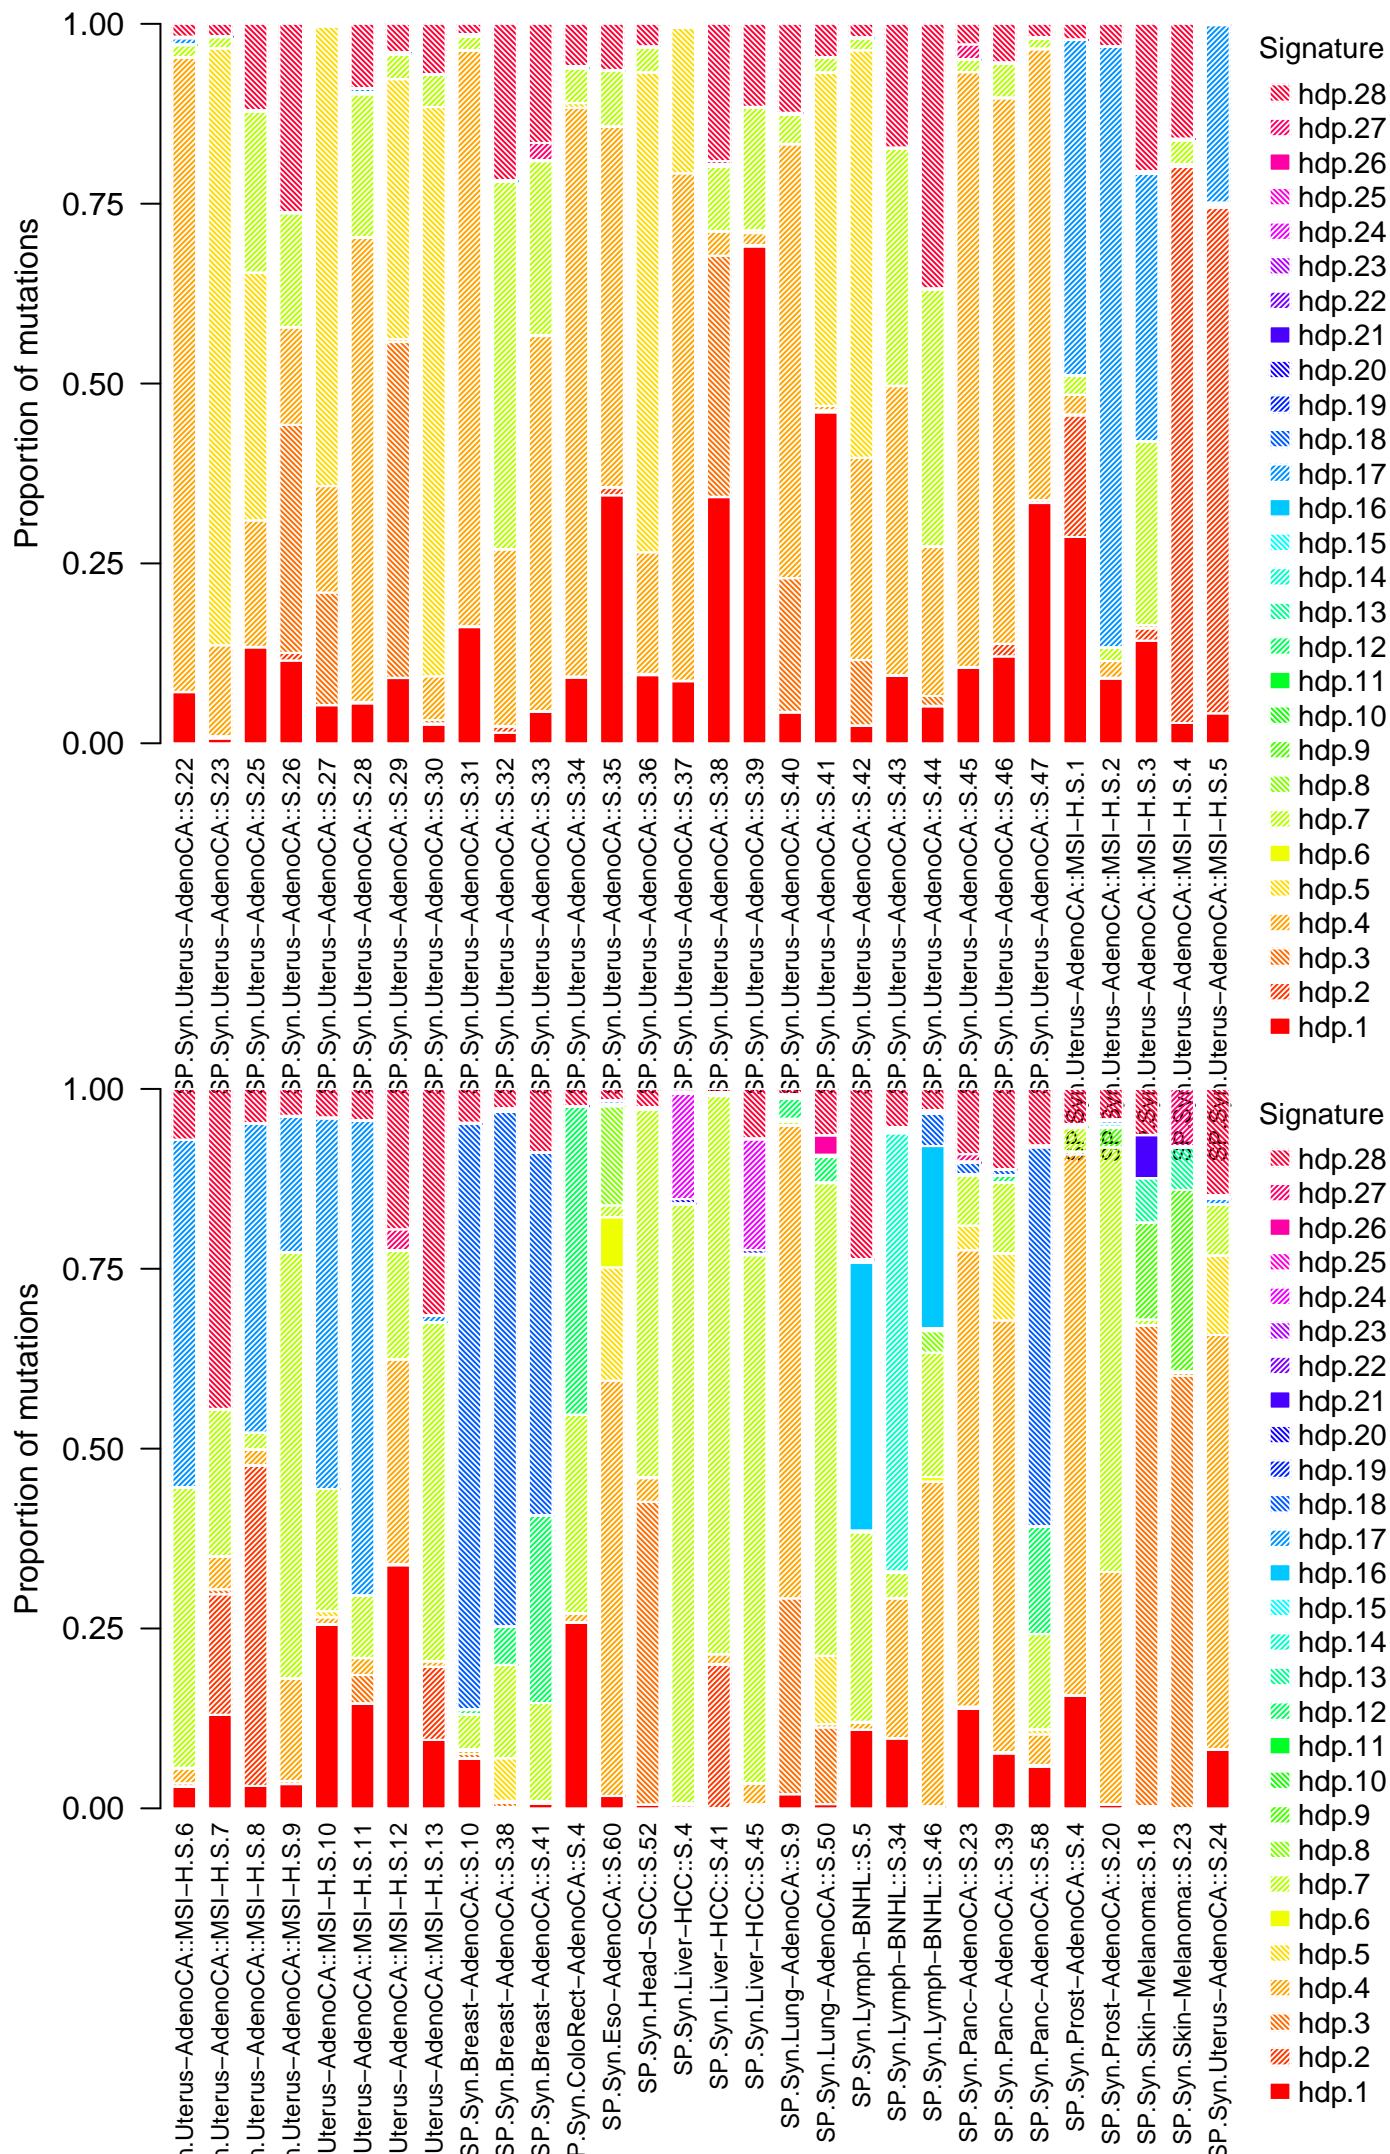 Proportion of mutations
1.00
0.75
0.50
0.25
0.00
SP.Syn.Uterus−AdenoCA::S.22
SP.Syn.Uterus−AdenoCA::S.23
SP.Syn.Uterus−AdenoCA::S.25
SP.Syn.Uterus−AdenoCA::S.26
SP.Syn.Uterus−AdenoCA::S.27
SP.Syn.Uterus−AdenoCA::S.28
SP.Syn.Uterus−AdenoCA::S.29
SP.Syn.Uterus−AdenoCA::S.30
SP.Syn.Uterus−AdenoCA::S.31
SP.Syn.Uterus−AdenoCA::S.32
SP.Syn.Uterus−AdenoCA::S.33
SP.Syn.Uterus−AdenoCA::S.34
SP.Syn.Uterus−AdenoCA::S.35
SP.Syn.Uterus−AdenoCA::S.36
SP.Syn.Uterus−AdenoCA::S.37
SP.Syn.Uterus−AdenoCA::S.38
SP.Syn.Uterus−AdenoCA::S.39
SP.Syn.Uterus−AdenoCA::S.40
SP.Syn.Uterus−AdenoCA::S.41
SP.Syn.Uterus−AdenoCA::S.42
SP.Syn.Uterus−AdenoCA::S.43
SP.Syn.Uterus−AdenoCA::S.44
SP.Syn.Uterus−AdenoCA::S.45
SP.Syn.Uterus−AdenoCA::S.46
SP.Syn.Uterus−AdenoCA::S.47
SP.Syn.Uterus−AdenoCA::MSI−H.S.1
SP.Syn.Uterus−AdenoCA::MSI−H.S.2
SP.Syn.Uterus−AdenoCA::MSI−H.S.3
SP.Syn.Uterus−AdenoCA::MSI−H.S.4
SP.Syn.Uterus−AdenoCA::MSI−H.S.5
Signature
hdp.28
hdp.27
hdp.26
hdp.25
hdp.24
hdp.23
hdp.22
hdp.21
hdp.20
hdp.19
hdp.18
hdp.17
hdp.16
hdp.15
hdp.14
hdp.13
hdp.12
hdp.11
hdp.10
hdp.9
hdp.8
hdp.7
hdp.6
hdp.5
hdp.4
hdp.3
hdp.2
hdp.1
Proportion of mutations
1.00
0.75
0.50
0.25
0.00
n.Uterus−AdenoCA::MSI−H.S.6
n.Uterus−AdenoCA::MSI−H.S.7
n.Uterus−AdenoCA::MSI−H.S.8
n.Uterus−AdenoCA::MSI−H.S.9
Uterus−AdenoCA::MSI−H.S.10
Uterus−AdenoCA::MSI−H.S.11
Uterus−AdenoCA::MSI−H.S.12
Uterus−AdenoCA::MSI−H.S.13
SP.Syn.Breast−AdenoCA::S.10
SP.Syn.Breast−AdenoCA::S.38
SP.Syn.Breast−AdenoCA::S.41
P.Syn.ColoRect−AdenoCA::S.4
SP.Syn.Eso−AdenoCA::S.60
SP.Syn.Head−SCC::S.52
SP.Syn.Liver−HCC::S.4
SP.Syn.Liver−HCC::S.41
SP.Syn.Liver−HCC::S.45
SP.Syn.Lung−AdenoCA::S.9
SP.Syn.Lung−AdenoCA::S.50
SP.Syn.Lymph−BNHL::S.5
SP.Syn.Lymph−BNHL::S.34
SP.Syn.Lymph−BNHL::S.46
SP.Syn.Panc−AdenoCA::S.23
SP.Syn.Panc−AdenoCA::S.39
SP.Syn.Panc−AdenoCA::S.58
SP.Syn.Prost−AdenoCA::S.4
SP.Syn.Prost−AdenoCA::S.20
SP.Syn.Skin−Melanoma::S.18
SP.Syn.Skin−Melanoma::S.23
SP.Syn.Uterus−AdenoCA::S.24
Signature
hdp.28
hdp.27
hdp.26
hdp.25
hdp.24
hdp.23
hdp.22
hdp.21
hdp.20
hdp.19
hdp.18
hdp.17
hdp.16
hdp.15
hdp.14
hdp.13
hdp.12
hdp.11
hdp.10
hdp.9
hdp.8
hdp.7
hdp.6
hdp.5
hdp.4
hdp.3
hdp.2
hdp.1